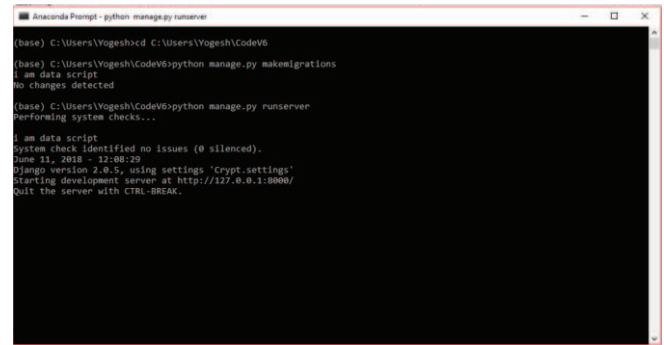 Anaconda Prompt - python manage.py runserver
(base) C:\Users\Yogesh>cd C:\Users\Yogesh\CodeV6
(base) C:\Users\Yogesh\CodeV6>python manage.py makemigrations
i am data script
No changes detected
(base) C:\Users\Yogesh\CodeV6>python manage.py runserver
Performing system checks...
i am data script
System check identified no issues (0 silenced).
June 11, 2018 - 12:08:29
Django version 2.0.5, using settings 'Crypt.settings'
Starting development server at http://127.0.0.1:8000/
Quit the server with CTRL-BREAK.